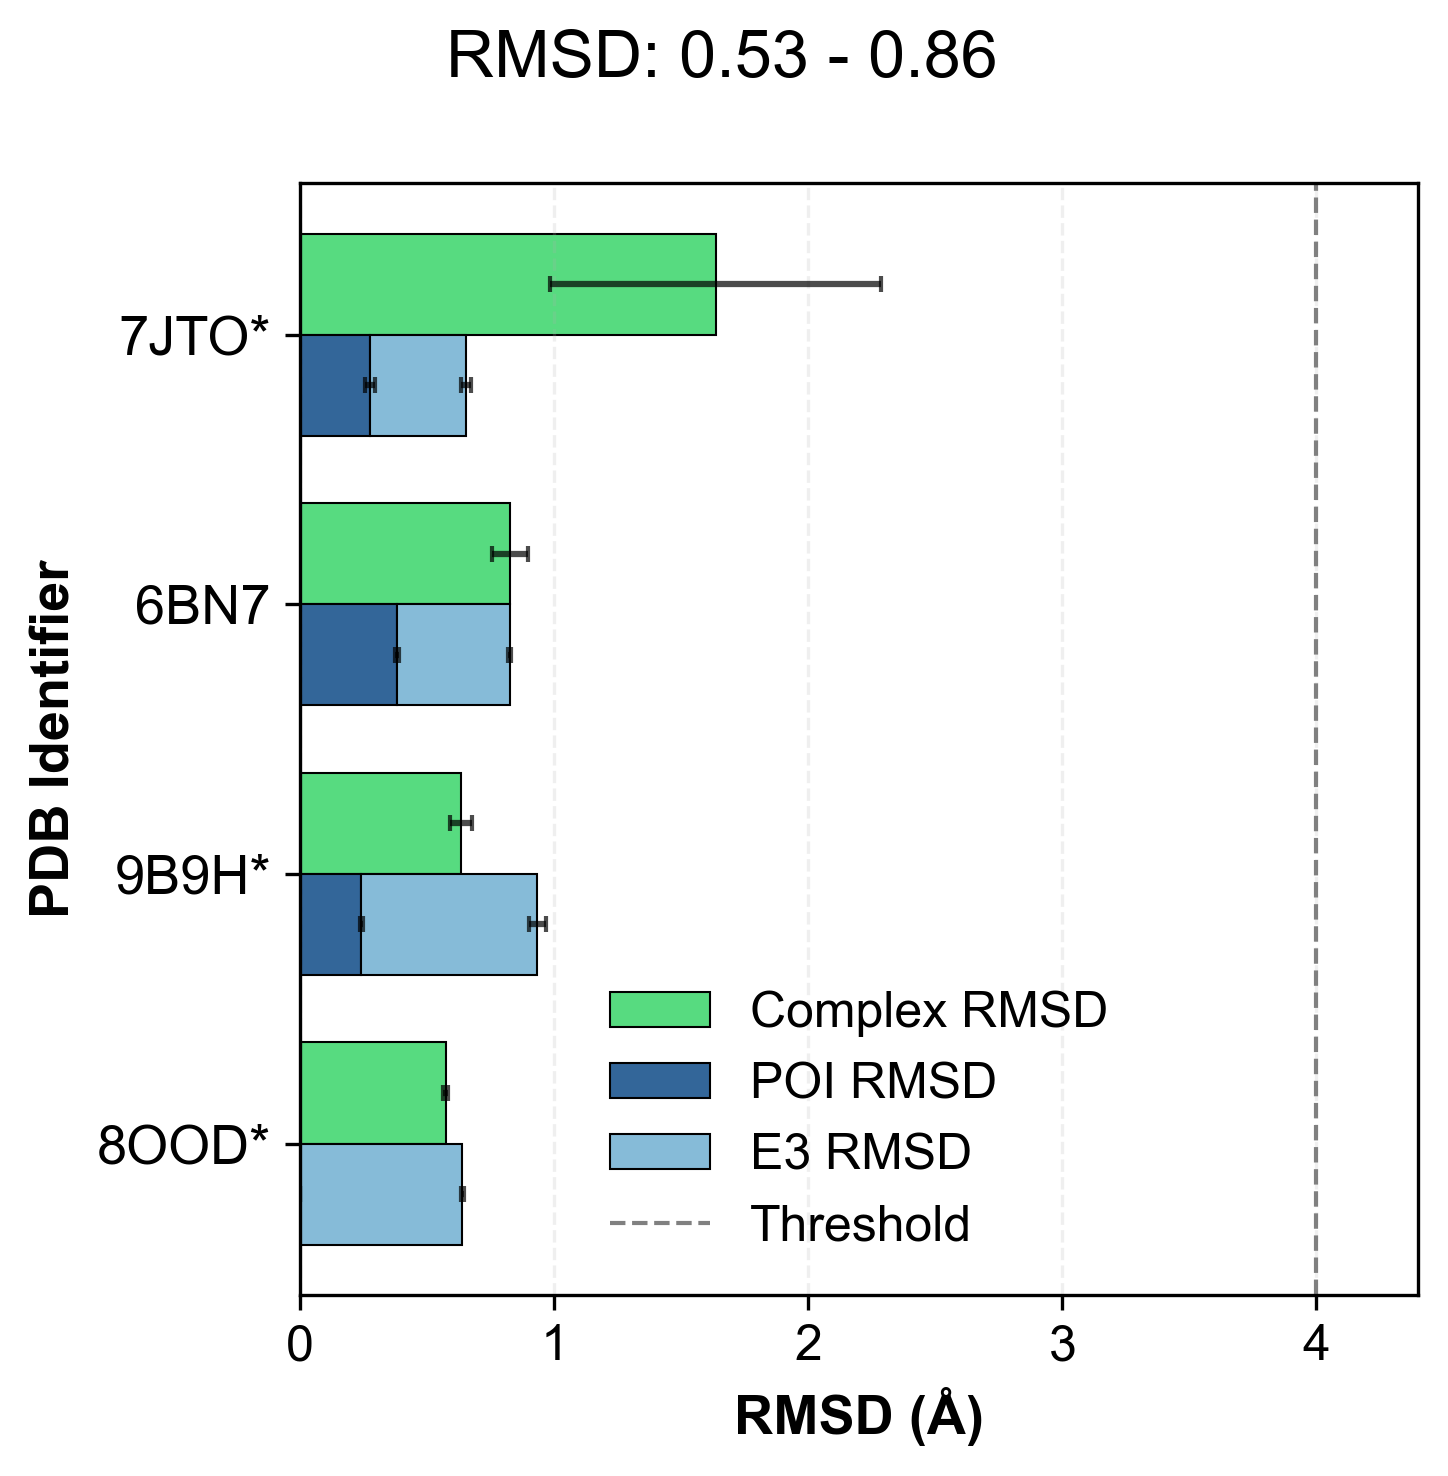 RMSD: 0.53 - 0.86
PDB Identifier
7JTO*
6BN7
9B9H*
8OOD*
Complex RMSD
POI RMSD
E3 RMSD
Threshold
0 1 2 3 4
RMSD (Å)